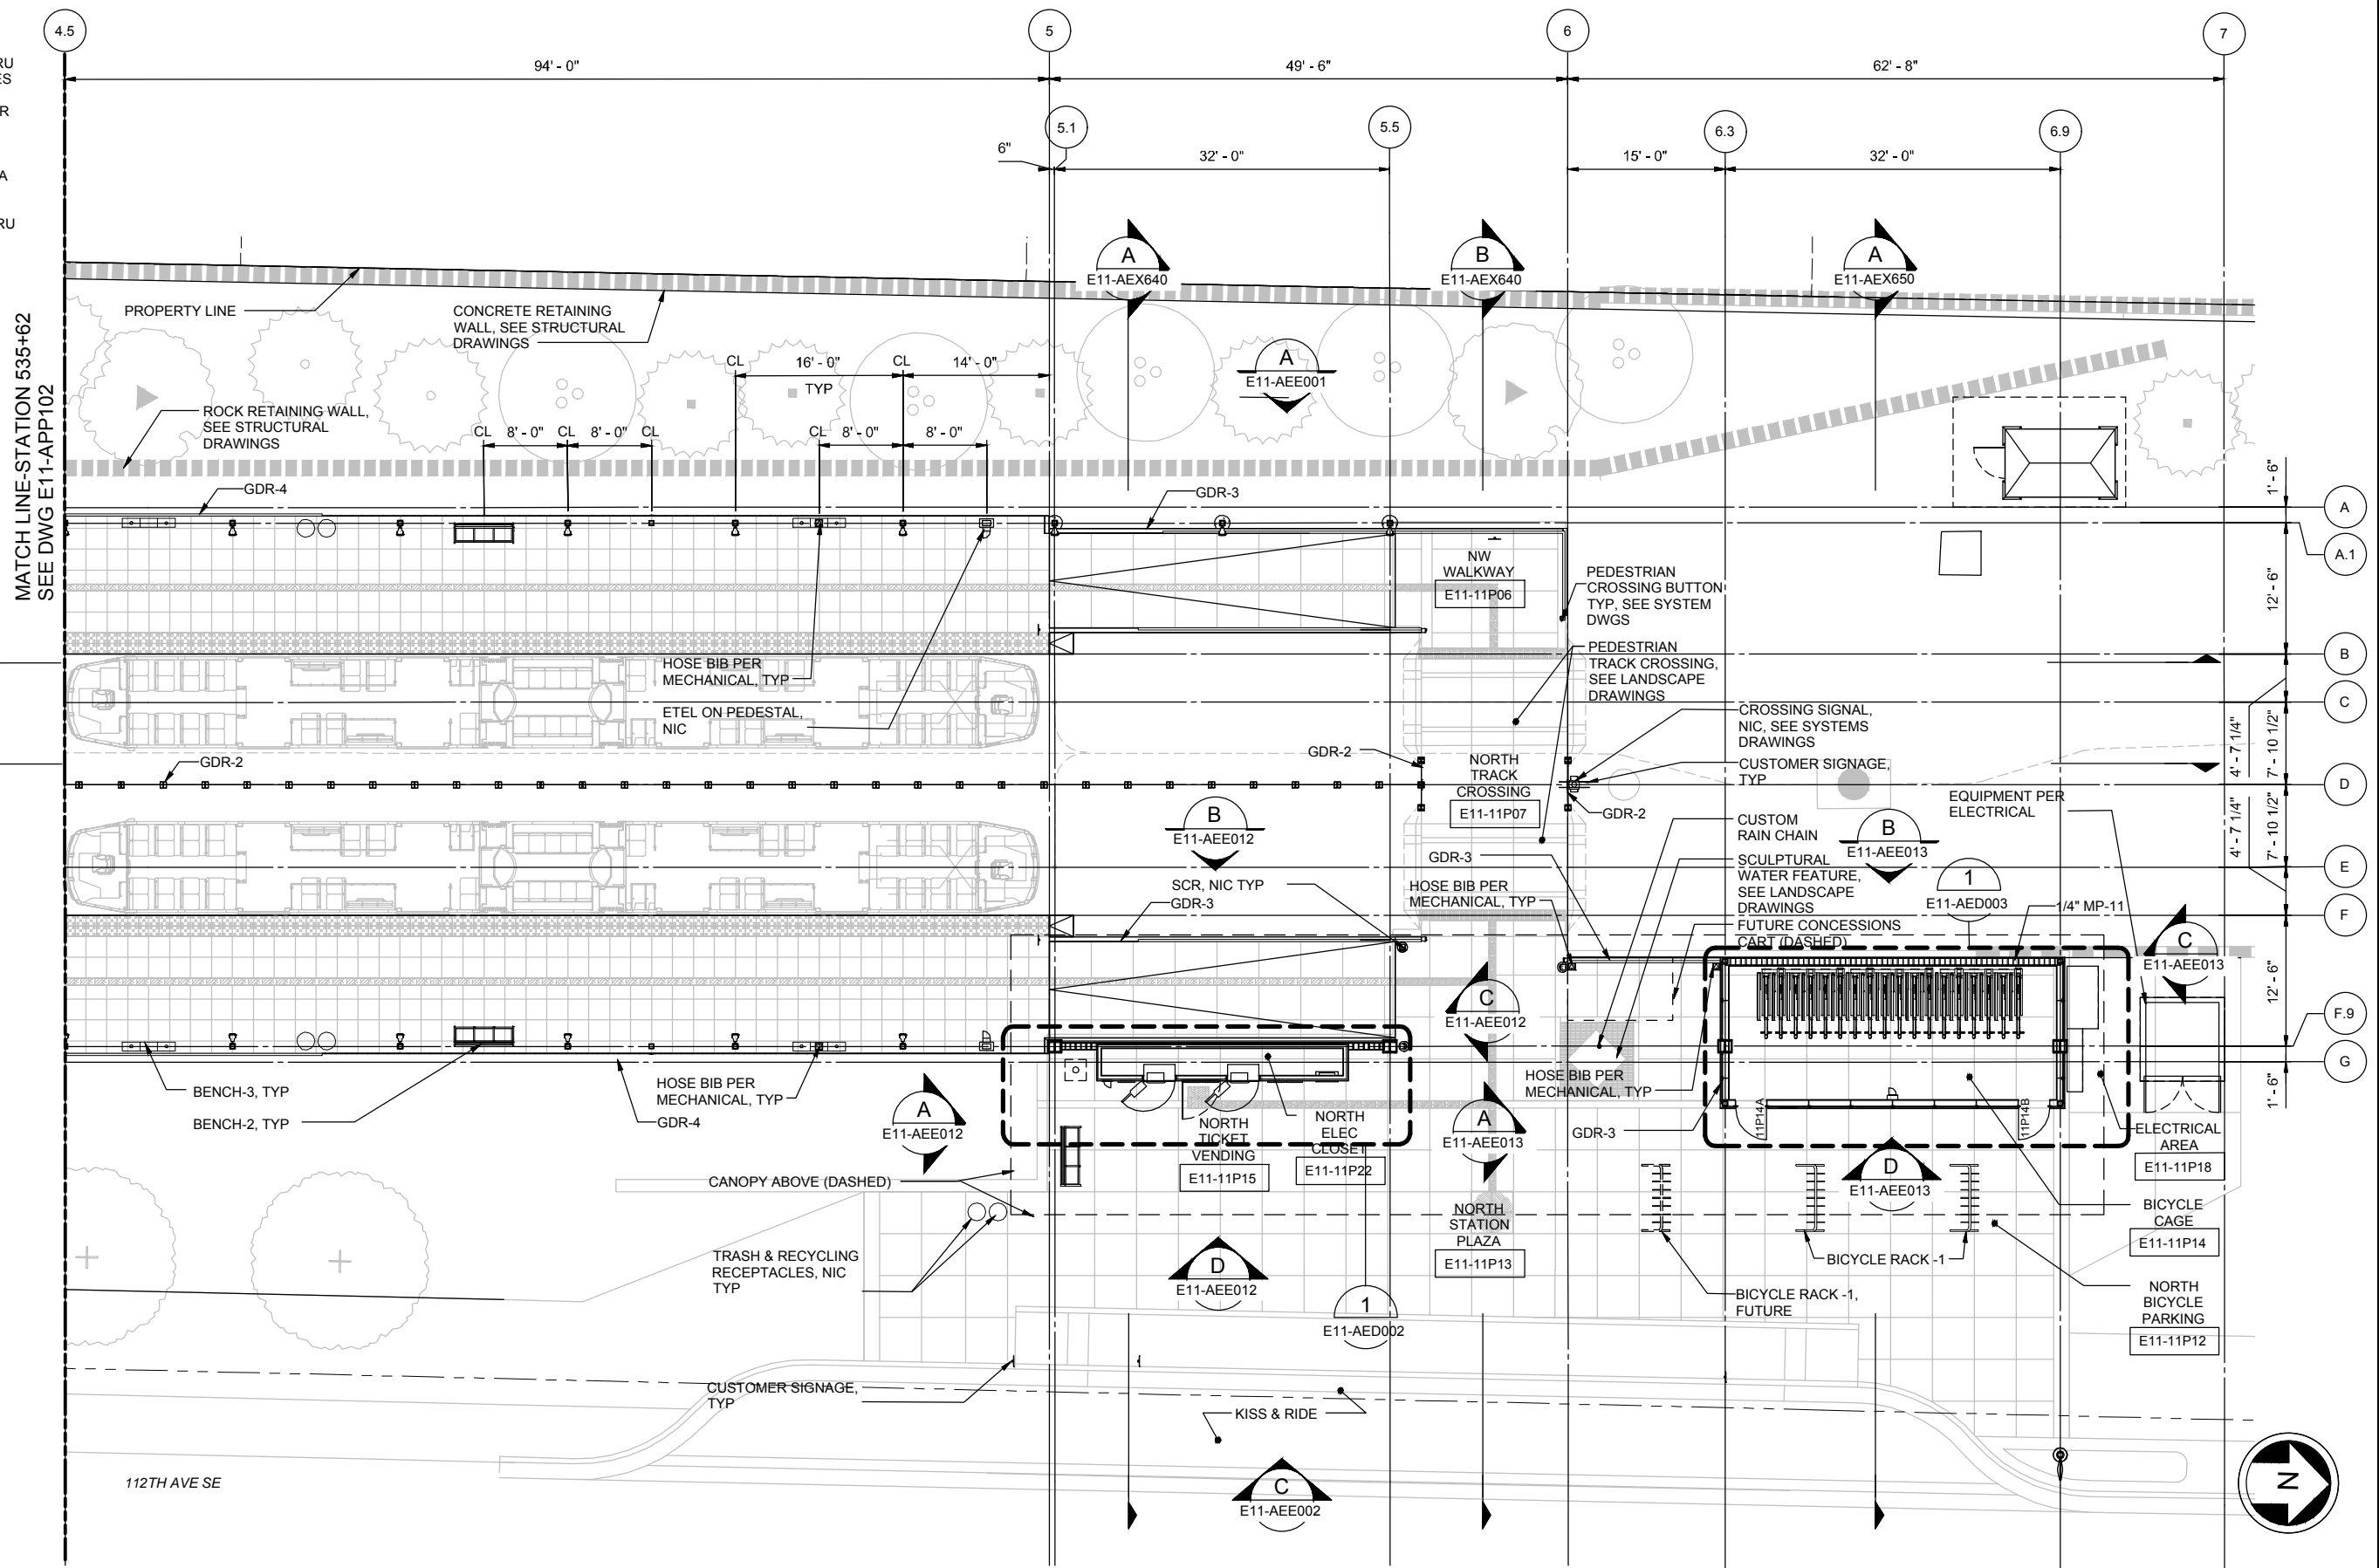 4.5
5
6
7
94' - 0"
49' - 6"
62' - 8"
RU
ES
R
A
RU
5.1
5.5
6.3
6.9
6"
32' - 0"
15' - 0"
32' - 0"
A
E11-AEX640
B
E11-AEX640
A
E11-AEX650
MATCH LINE-STATION 535+62
SEE DWG E11-APP102
PROPERTY LINE
CONCRETE RETAINING
WALL, SEE STRUCTURAL
DRAWINGS
A
E11-AEE001
CL
16' - 0"
TYP
CL
14' - 0"
ROCK RETAINING WALL,
SEE STRUCTURAL
DRAWINGS
CL
8' - 0"
CL
8' - 0"
CL
CL
8' - 0"
8' - 0"
GDR-4
GDR-3
1' - 6"
A
A.1
12' - 6"
NW
WALKWAY
E11-11P06
PEDESTRIAN
CROSSING BUTTON
TYP, SEE SYSTEM
DWGS
PEDESTRIAN
TRACK CROSSING,
SEE LANDSCAPE
DRAWINGS
B
C
HOSE BIB PER
MECHANICAL, TYP
ETEL ON PEDESTAL,
NIC
CROSSING SIGNAL,
NIC, SEE SYSTEMS
DRAWINGS
4' - 7 1/4"
7' - 10 1/2"
GDR-2
GDR-2
NORTH
TRACK
CROSSING
E11-11P07
CUSTOMER SIGNAGE,
TYP
D
GDR-2
EQUIPMENT PER
ELECTRICAL
B
E11-AEE012
CUSTOM
RAIN CHAIN
B
E11-AEE013
4' - 7 1/4"
7' - 10 1/2"
GDR-3
SCULPTURAL
WATER FEATURE,
SEE LANDSCAPE
DRAWINGS
E
1
E11-AED003
SCR, NIC TYP
GDR-3
HOSE BIB PER
MECHANICAL, TYP
1/4" MP-11
F
FUTURE CONCESSIONS
CART (DASHED)
C
E11-AEE013
C
E11-AEE012
12' - 6"
F.9
G
1' - 6"
BENCH-3, TYP
BENCH-2, TYP
HOSE BIB PER
MECHANICAL, TYP
GDR-4
A
E11-AEE012
NORTH
TICKET
VENDING
E11-11P15
NORTH
ELEC
CLOSET
E11-11P22
A
E11-AEE013
HOSE BIB PER
MECHANICAL, TYP
GDR-3
11P14A
11P14B
ELECTRICAL
AREA
E11-11P18
D
E11-AEE013
CANOPY ABOVE (DASHED)
NORTH
STATION
PLAZA
E11-11P13
BICYCLE
CAGE
E11-11P14
TRASH & RECYCLING
RECEPTACLES, NIC
TYP
D
E11-AEE012
BICYCLE RACK -1
BICYCLE RACK -1,
FUTURE
NORTH
BICYCLE
PARKING
E11-11P12
1
E11-AED002
CUSTOMER SIGNAGE,
TYP
KISS & RIDE
112TH AVE SE
C
E11-AEE002
N